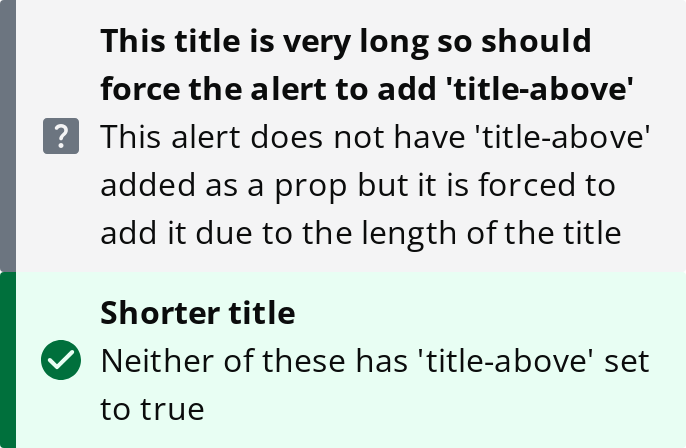 This title is very long so should
force the alert to add 'title-above'
This alert does not have 'title-above'
added as a prop but it is forced to
add it due to the length of the title
Shorter title
Neither of these has 'title-above' set
to true